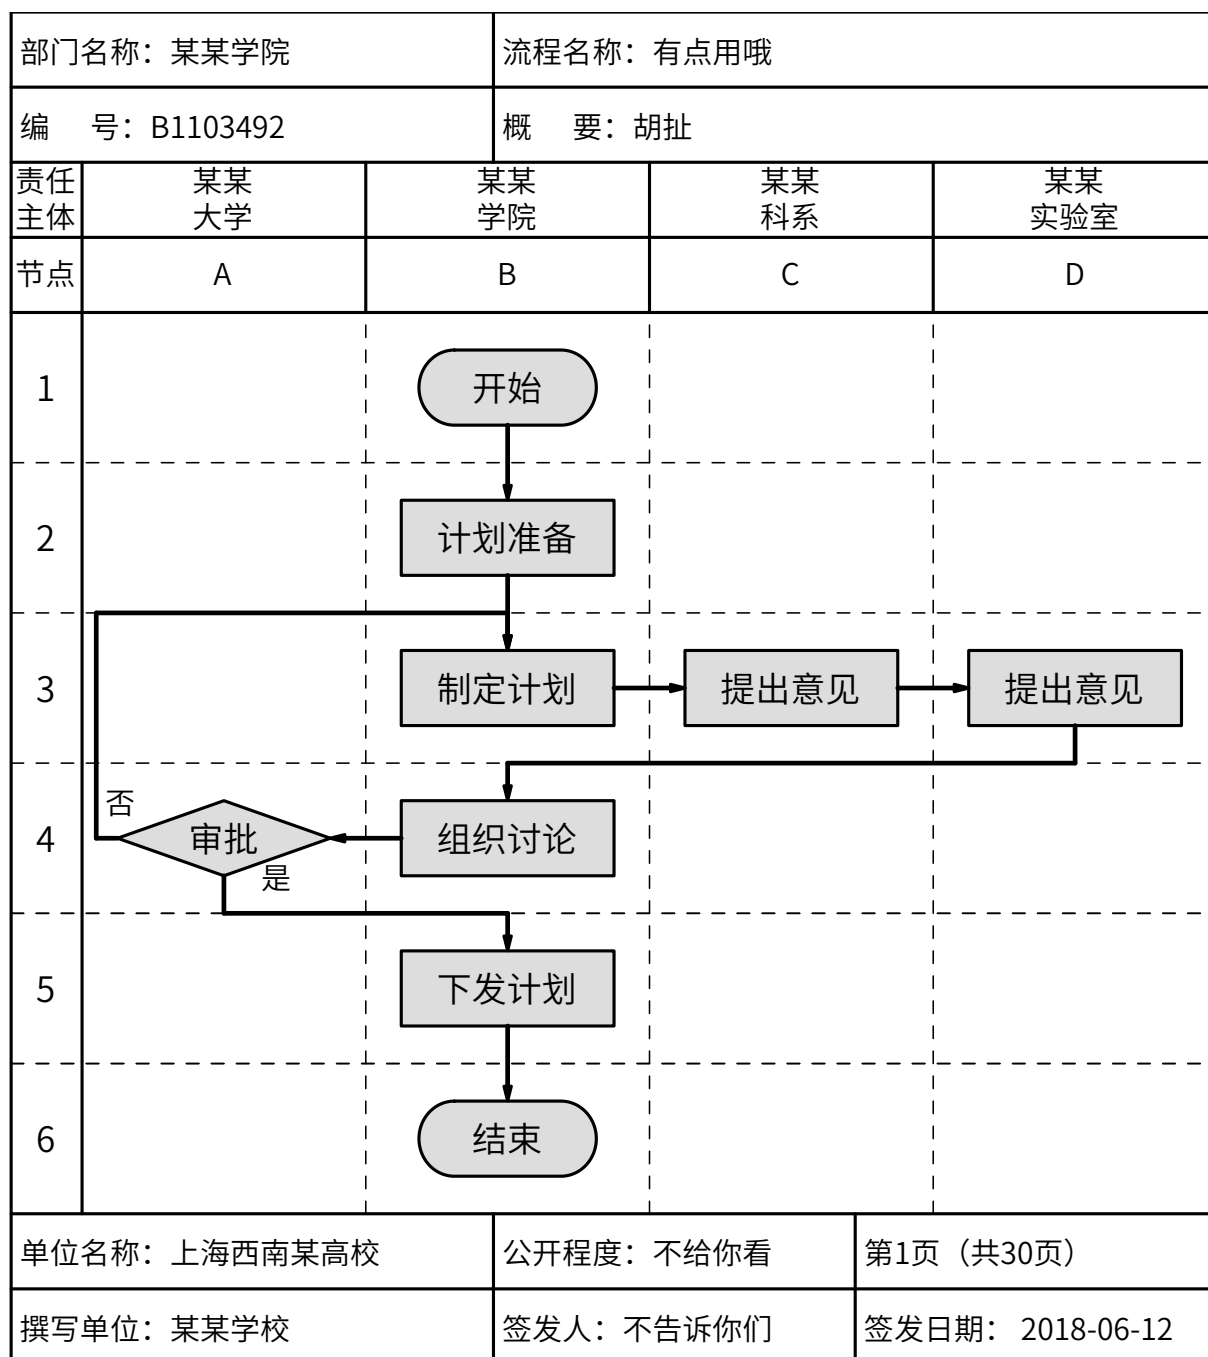 部门名称：某某学院
流程名称：有点用哦
编　号：B1103492
概　要：胡扯
责任
主体
某某
大学
某某
学院
某某
科系
某某
实验室
节点
A
B
C
D
1
开始
2
计划准备
3
制定计划
提出意见
提出意见
否
4
审批
组织讨论
是
5
下发计划
6
结束
单位名称：上海西南某高校
公开程度：不给你看
第1页（共30页）
撰写单位：某某学校
签发人：不告诉你们
签发日期： 2018-06-12